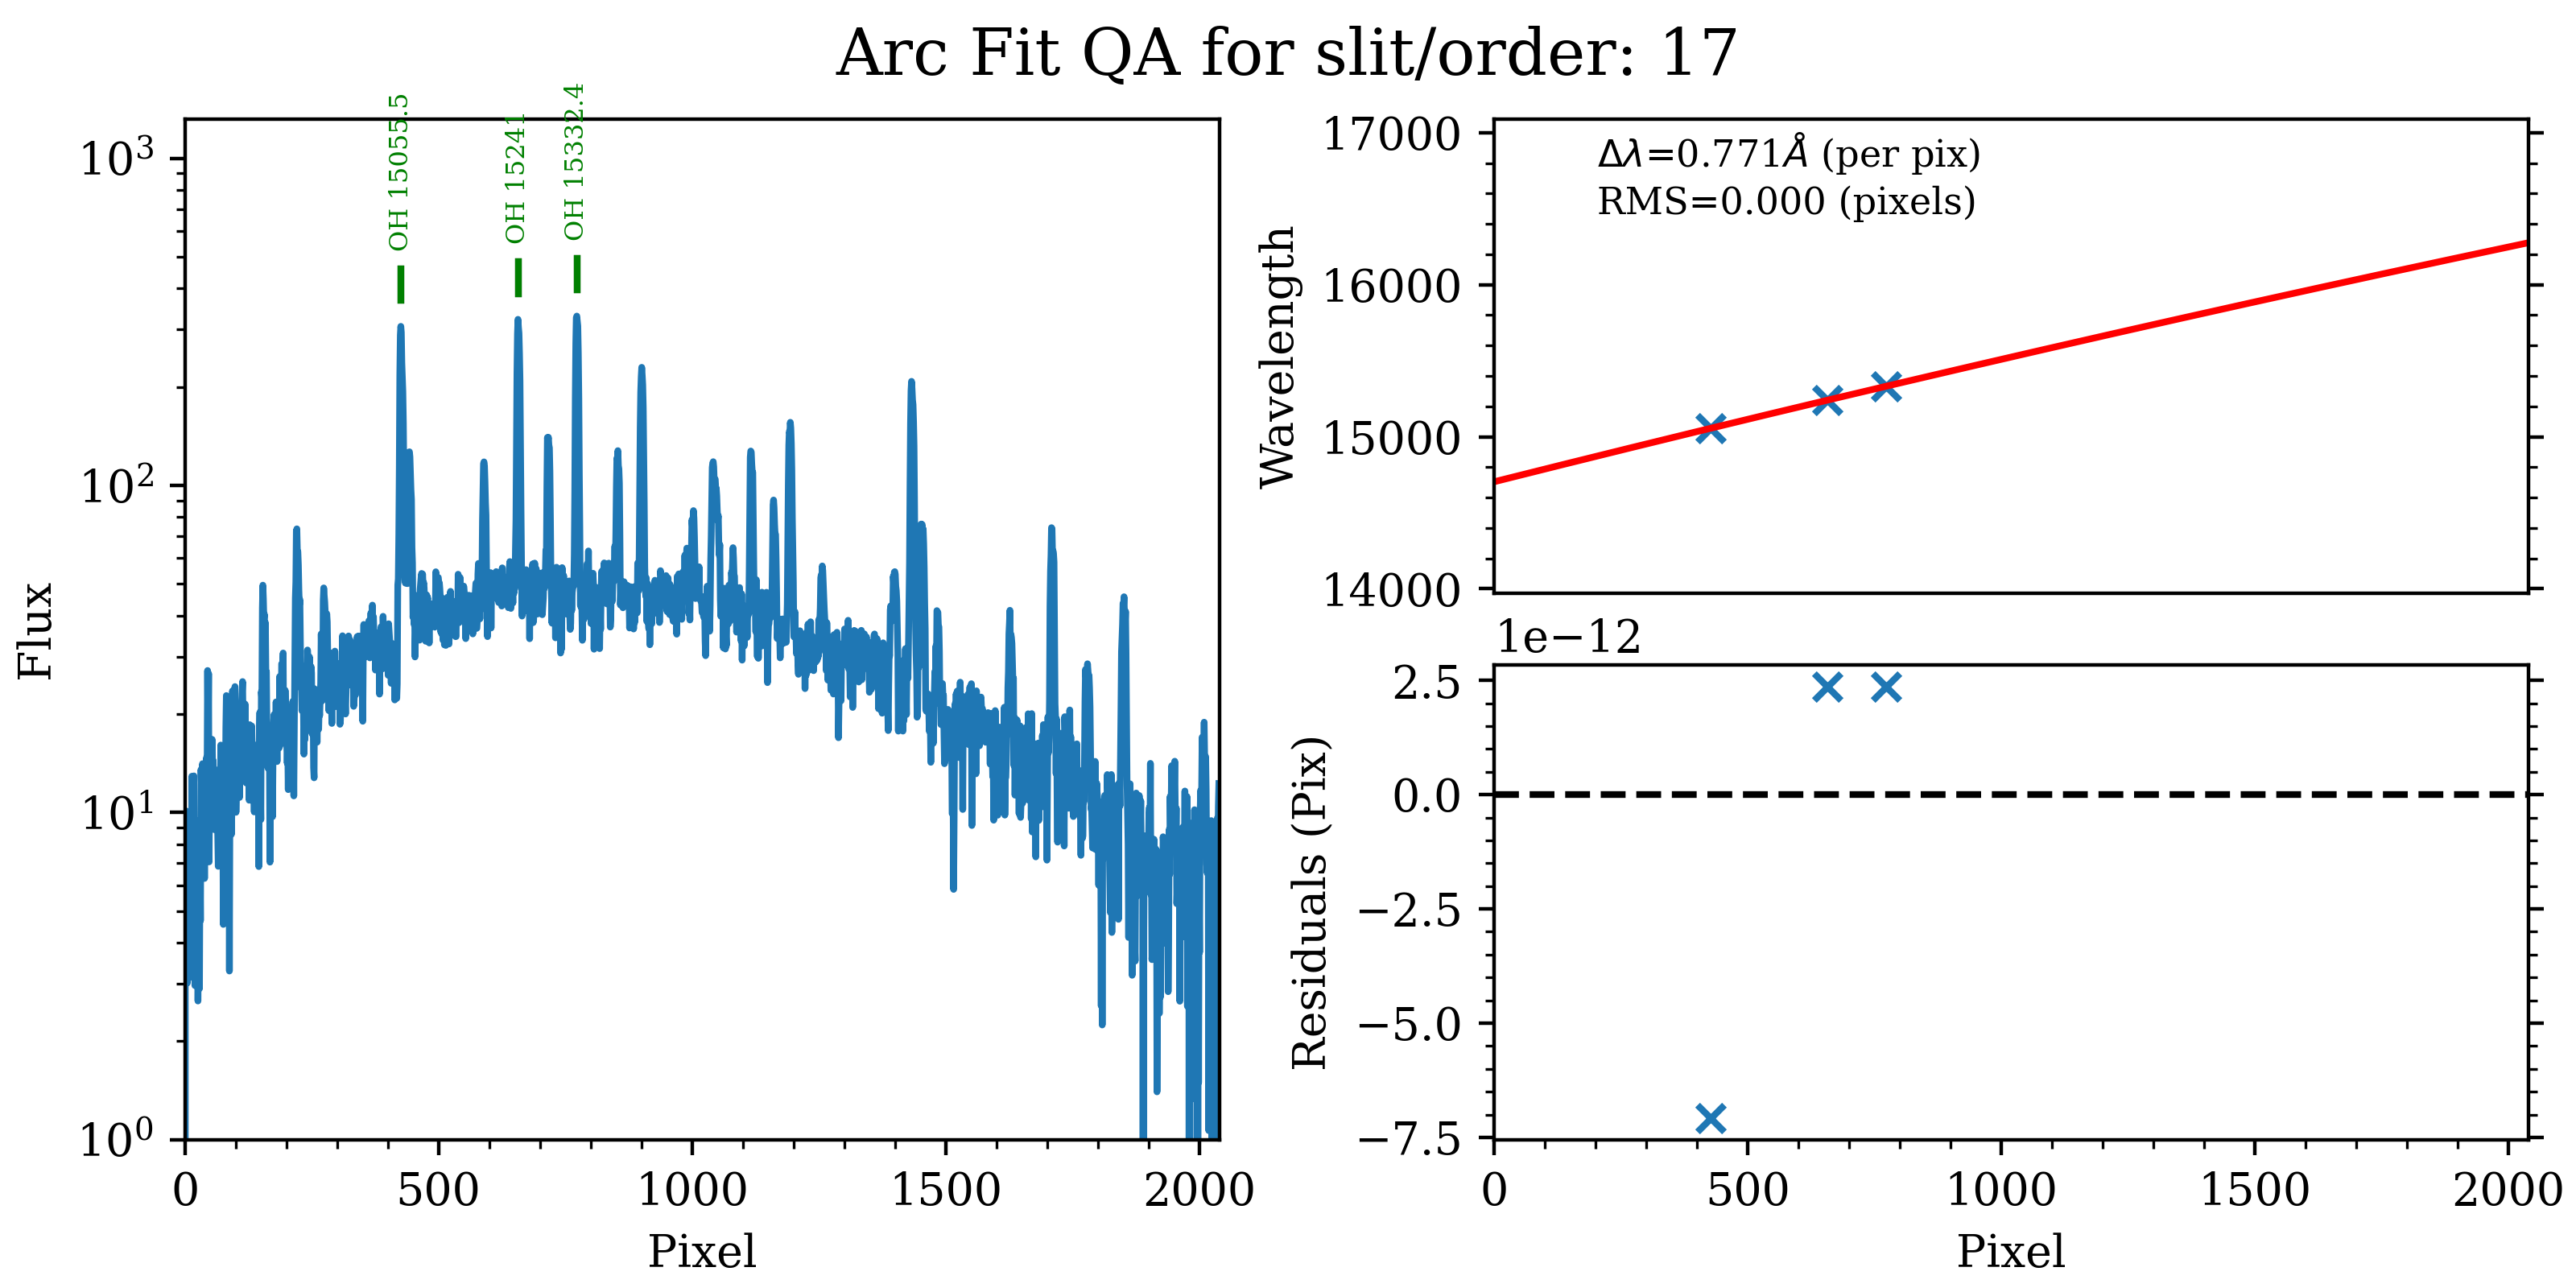 Arc Fit QA for slit/order: 17
OH 15055.5
OH 15241
OH 15332.4
10³
10²
10¹
10⁰
Flux
0
500
1000
1500
2000
Pixel
Δλ=0.771Å (per pix)
RMS=0.000 (pixels)
17000
16000
15000
14000
Wavelength
1e−12
2.5
0.0
−2.5
−5.0
−7.5
Residuals (Pix)
0
500
1000
1500
2000
Pixel